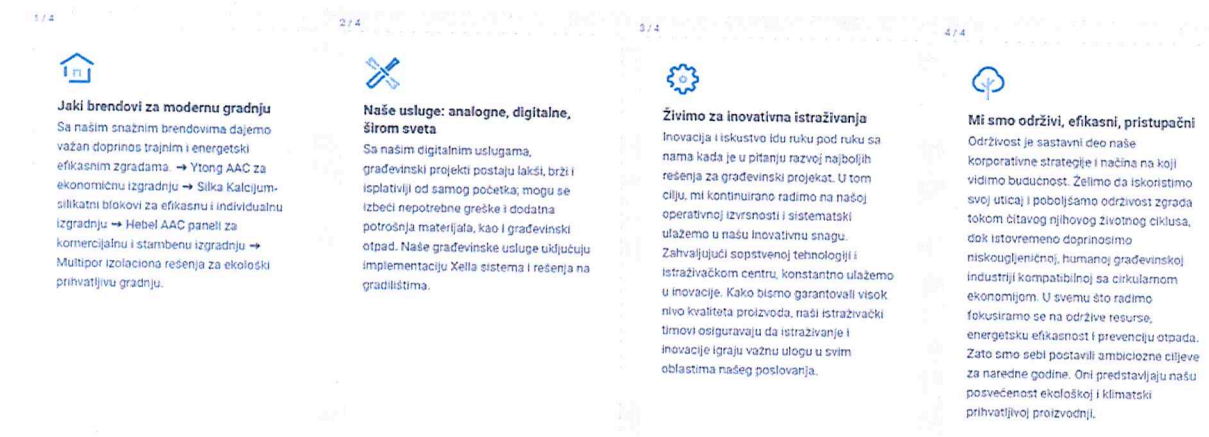 1 / 4
Jaki brendovi za modernu gradnju
Sa našim snažnim brendovima dajemo
važan doprinos trajnim i energetski
efikasnim zgradama. → Ytong AAC za
ekonomičnu izgradnju → Silka Kalcijum-
silikatni blokovi za efikasnu i individualnu
izgradnju → Hebel AAC paneli za
komercijalnu i stambenu izgradnju →
Multipor izolaciona rešenja za ekološki
prihvatljivu gradnju.
2 / 4
Naše usluge: analogne, digitalne,
širom sveta
Sa našim digitalnim uslugama,
građevinski projekti postaju lakši, brži i
isplativiji od samog početka; mogu se
izbeći nepotrebne greške i dodatna
potrošnja materijala, kao i građevinski
otpad. Naše građevinske usluge uključuju
implementaciju Xella sistema i rešenja na
gradilištima.
3 / 4
Živimo za inovativna istraživanja
Inovacija i iskustvo idu ruku pod ruku sa
nama kada je u pitanju razvoj najboljih
rešenja za građevinski projekat. U tom
cilju, mi kontinuirano radimo na našoj
operativnoj izvrsnosti i sistematski
ulažemo u našu inovativnu snagu.
Zahvaljujući sopstvenoj tehnologiji i
istraživačkom centru, konstantno ulažemo
u inovacije. Kako bismo garantovali visok
nivo kvaliteta proizvoda, naši istraživački
timovi osiguravaju da istraživanje i
inovacije igraju važnu ulogu u svim
oblastima našeg poslovanja.
4 / 4
Mi smo održivi, efikasni, pristupačni
Održivost je sastavni deo naše
korporativne strategije i načina na koji
vidimo budućnost. Želimo da iskoristimo
svoj uticaj i poboljšamo održivost zgrada
tokom čitavog njihovog životnog ciklusa,
dok istovremeno doprinosimo
niskougljeničnoj, humanoj građevinskoj
industriji kompatibilnoj sa cirkularnom
ekonomijom. U svemu što radimo
fokusiramo se na održive resurse,
energetsku efikasnost i prevenciju otpada.
Zato smo sebi postavili ambiciozne ciljeve
za naredne godine. Oni predstavljaju našu
posvećenost ekološkoj i klimatski
prihvatljivoj proizvodnji.